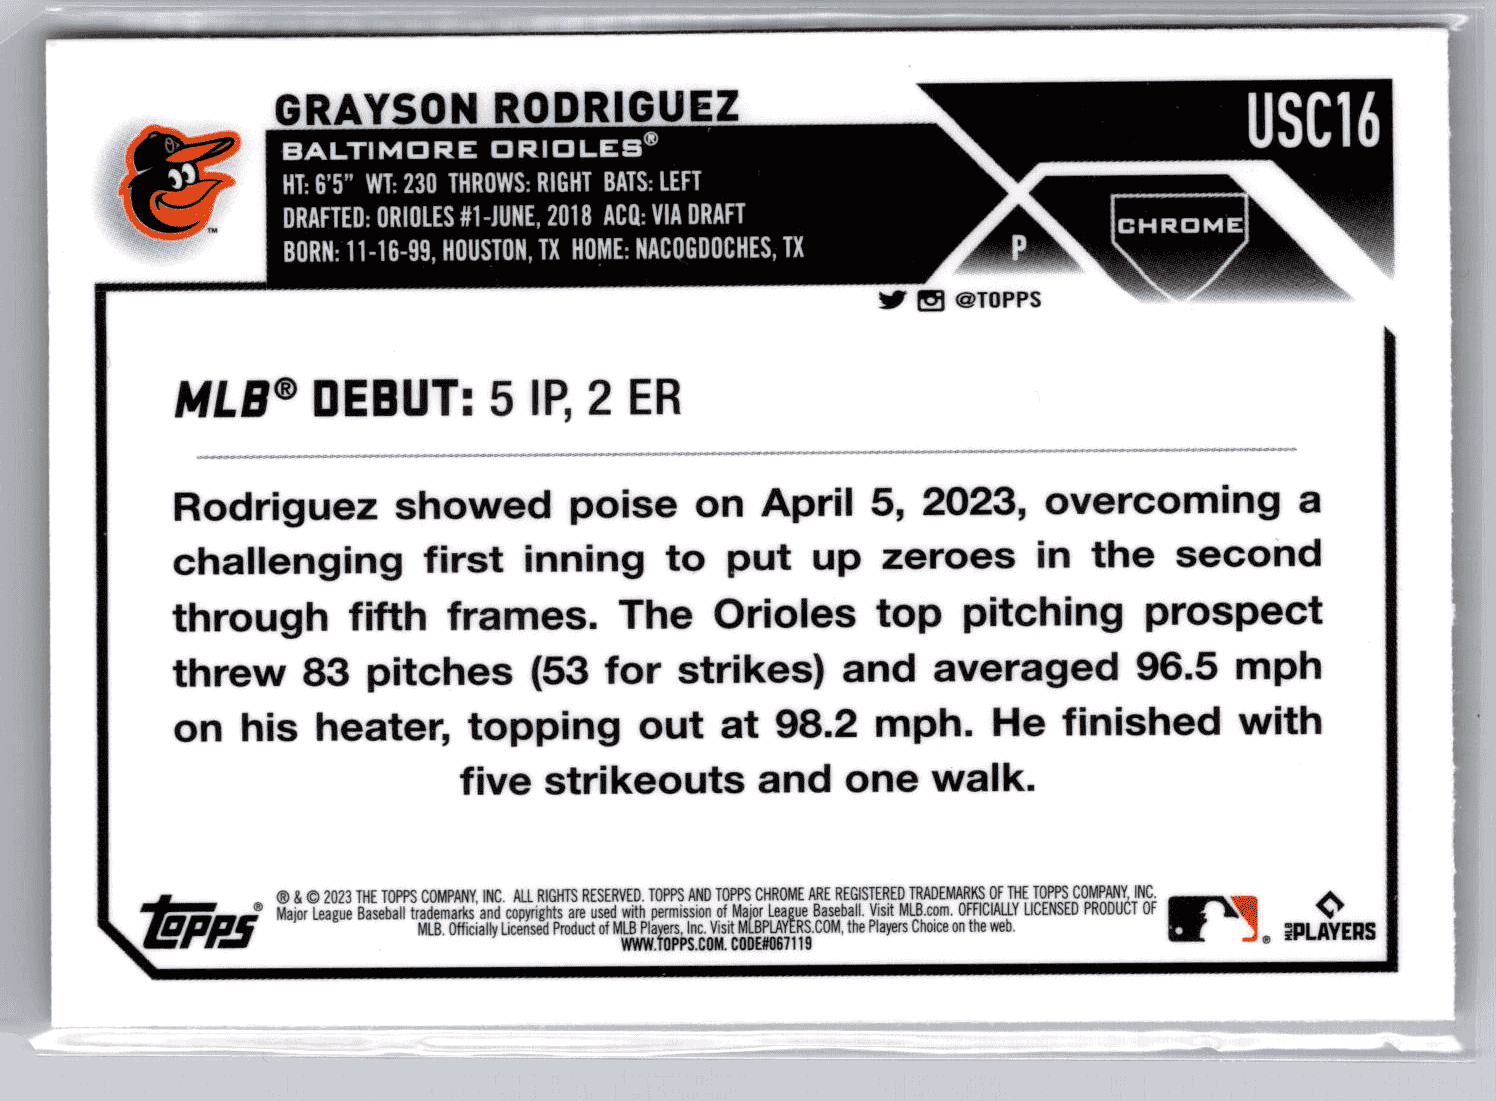 GRAYSON RODRIGUEZ
USC16
BALTIMORE ORIOLES®
HT: 6'5" WT: 230 THROWS: RIGHT BATS: LEFT
DRAFTED: ORIOLES #1-JUNE, 2018 ACQ: VIA DRAFT
BORN: 11-16-99, HOUSTON, TX HOME: NACOGDOCHES, TX
P
CHROME
™
@TOPPS
MLB® DEBUT: 5 IP, 2 ER
Rodriguez showed poise on April 5, 2023, overcoming a
challenging first inning to put up zeroes in the second
through fifth frames. The Orioles top pitching prospect
threw 83 pitches (53 for strikes) and averaged 96.5 mph
on his heater, topping out at 98.2 mph. He finished with
five strikeouts and one walk.
TOPPS®
® & © 2023 THE TOPPS COMPANY, INC. ALL RIGHTS RESERVED. TOPPS AND TOPPS CHROME ARE REGISTERED TRADEMARKS OF THE TOPPS COMPANY, INC.
Major League Baseball trademarks and copyrights are used with permission of Major League Baseball. Visit MLB.com. OFFICIALLY LICENSED PRODUCT OF
MLB. Officially Licensed Product of MLB Players, Inc. Visit MLBPLAYERS.COM, the Players Choice on the web.
WWW.TOPPS.COM. CODE#067119
®
MLB PLAYERS